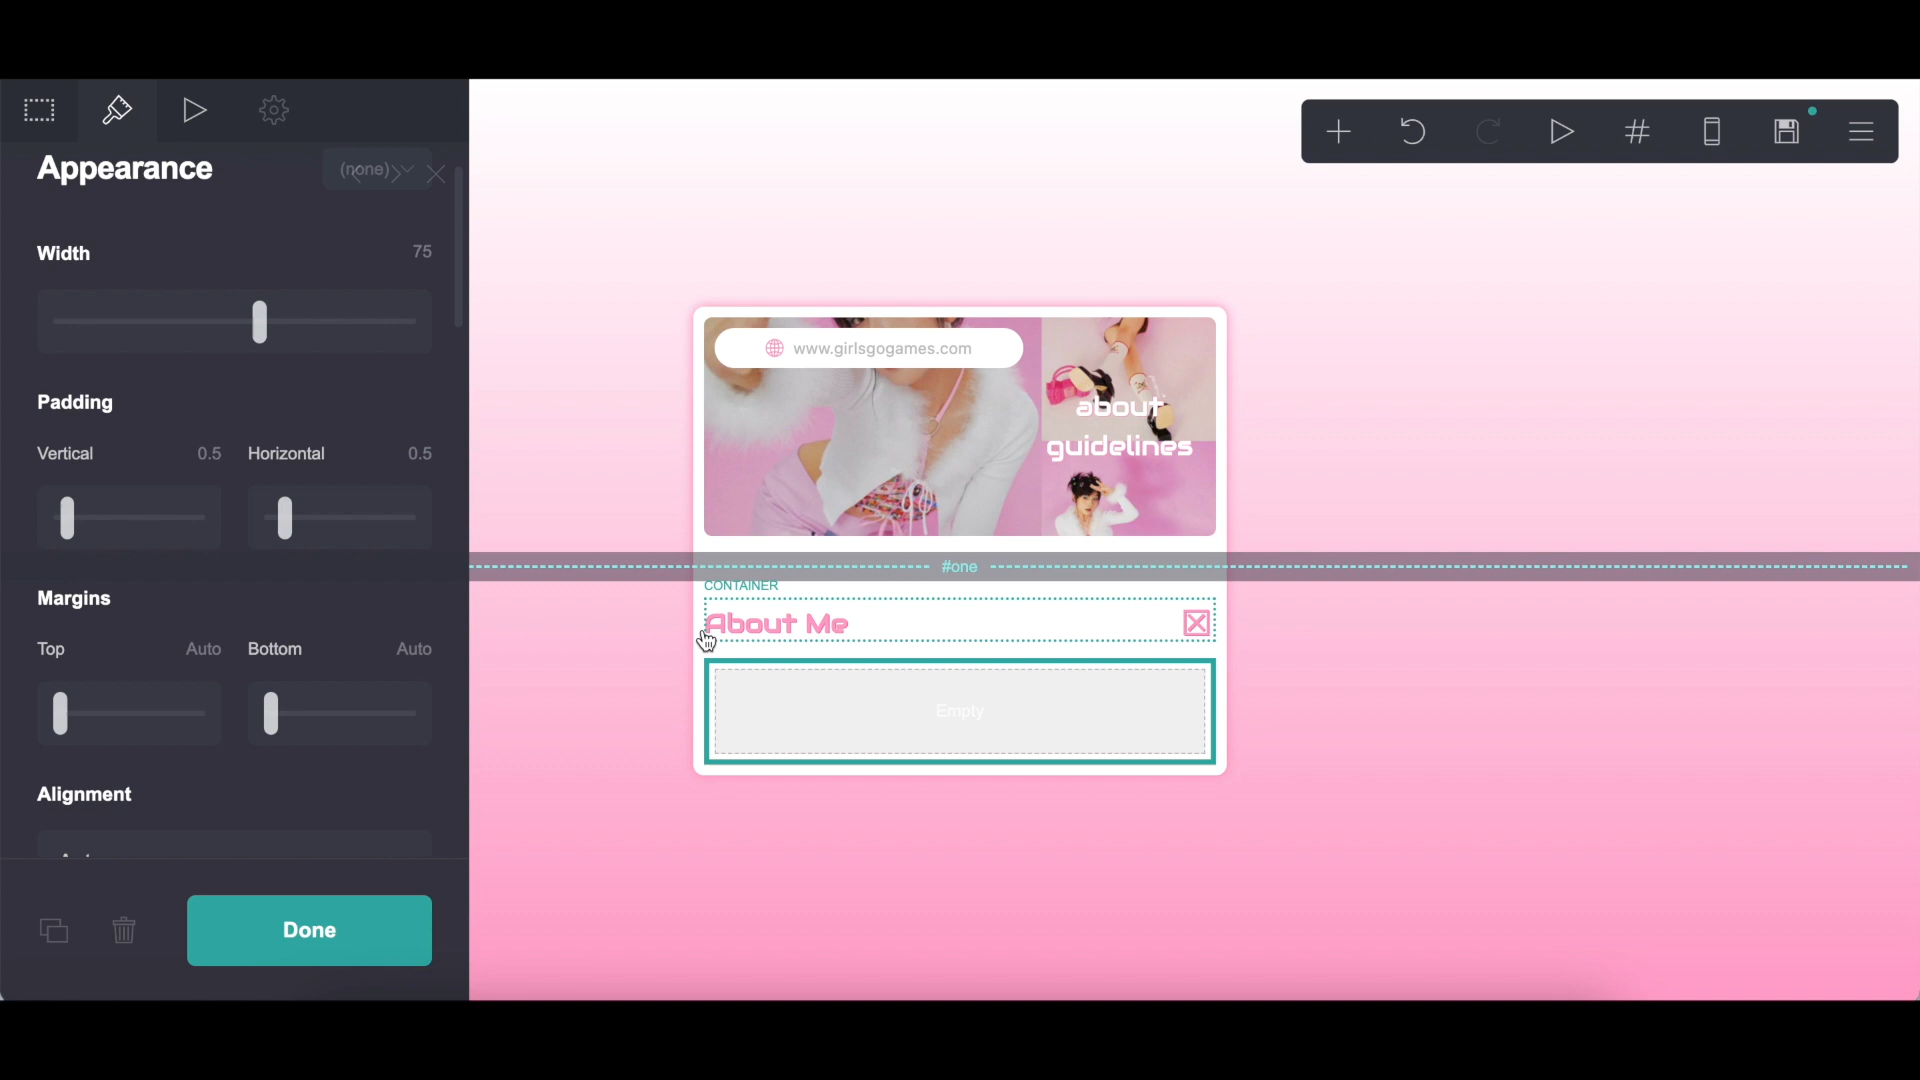 Appearance
(none)
Width 75
Padding
Vertical 0.5 Horizontal 0.5
Margins
Top Auto Bottom Auto
Alignment
Done
www.girlsgogames.com
about
guidelines
#one
CONTAINER
About Me
Empty